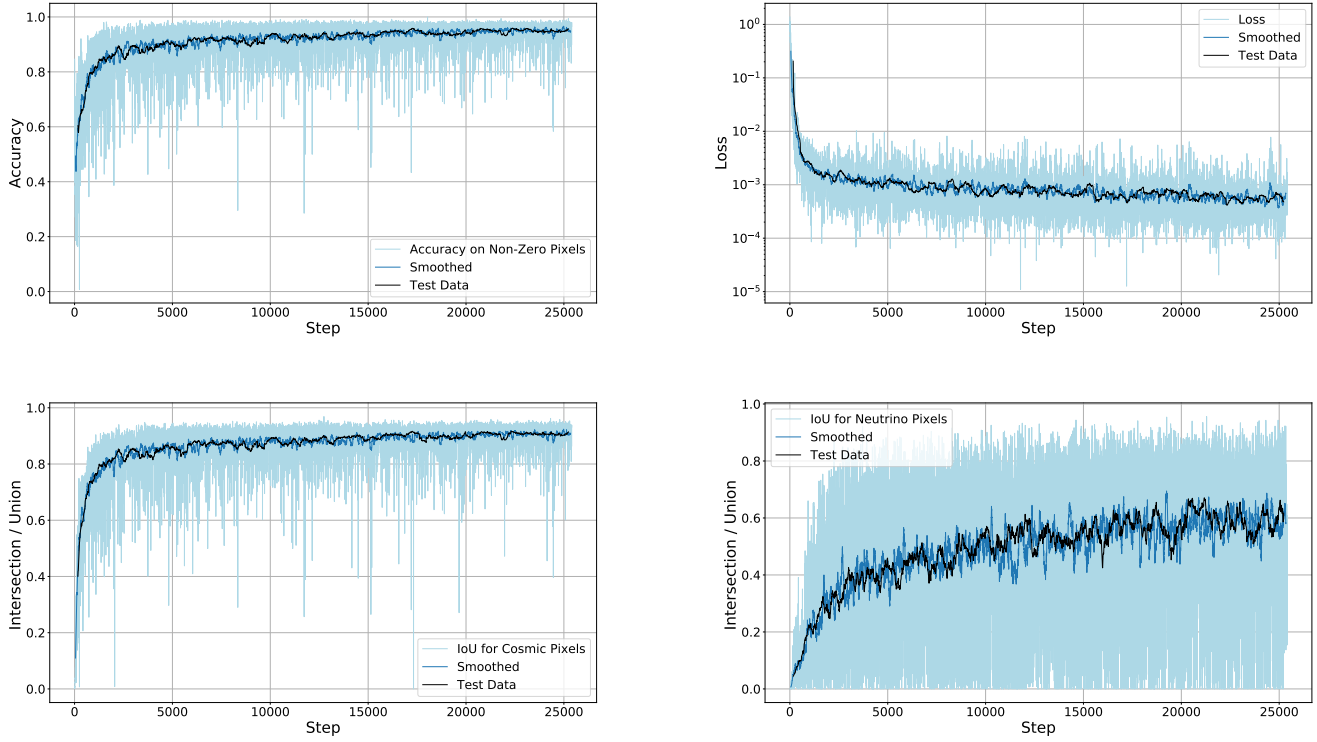 1.0
0.8
0.6
0.4
0.2
0.0
Accuracy
0
5000
10000
15000
20000
25000
Step
Accuracy on Non-Zero Pixels
Smoothed
Test Data
10⁰
10⁻¹
10⁻²
10⁻³
10⁻⁴
10⁻⁵
Loss
0
5000
10000
15000
20000
25000
Step
Loss
Smoothed
Test Data
1.0
0.8
0.6
0.4
0.2
0.0
Intersection / Union
0
5000
10000
15000
20000
25000
Step
IoU for Cosmic Pixels
Smoothed
Test Data
1.0
0.8
0.6
0.4
0.2
0.0
Intersection / Union
0
5000
10000
15000
20000
25000
Step
IoU for Neutrino Pixels
Smoothed
Test Data